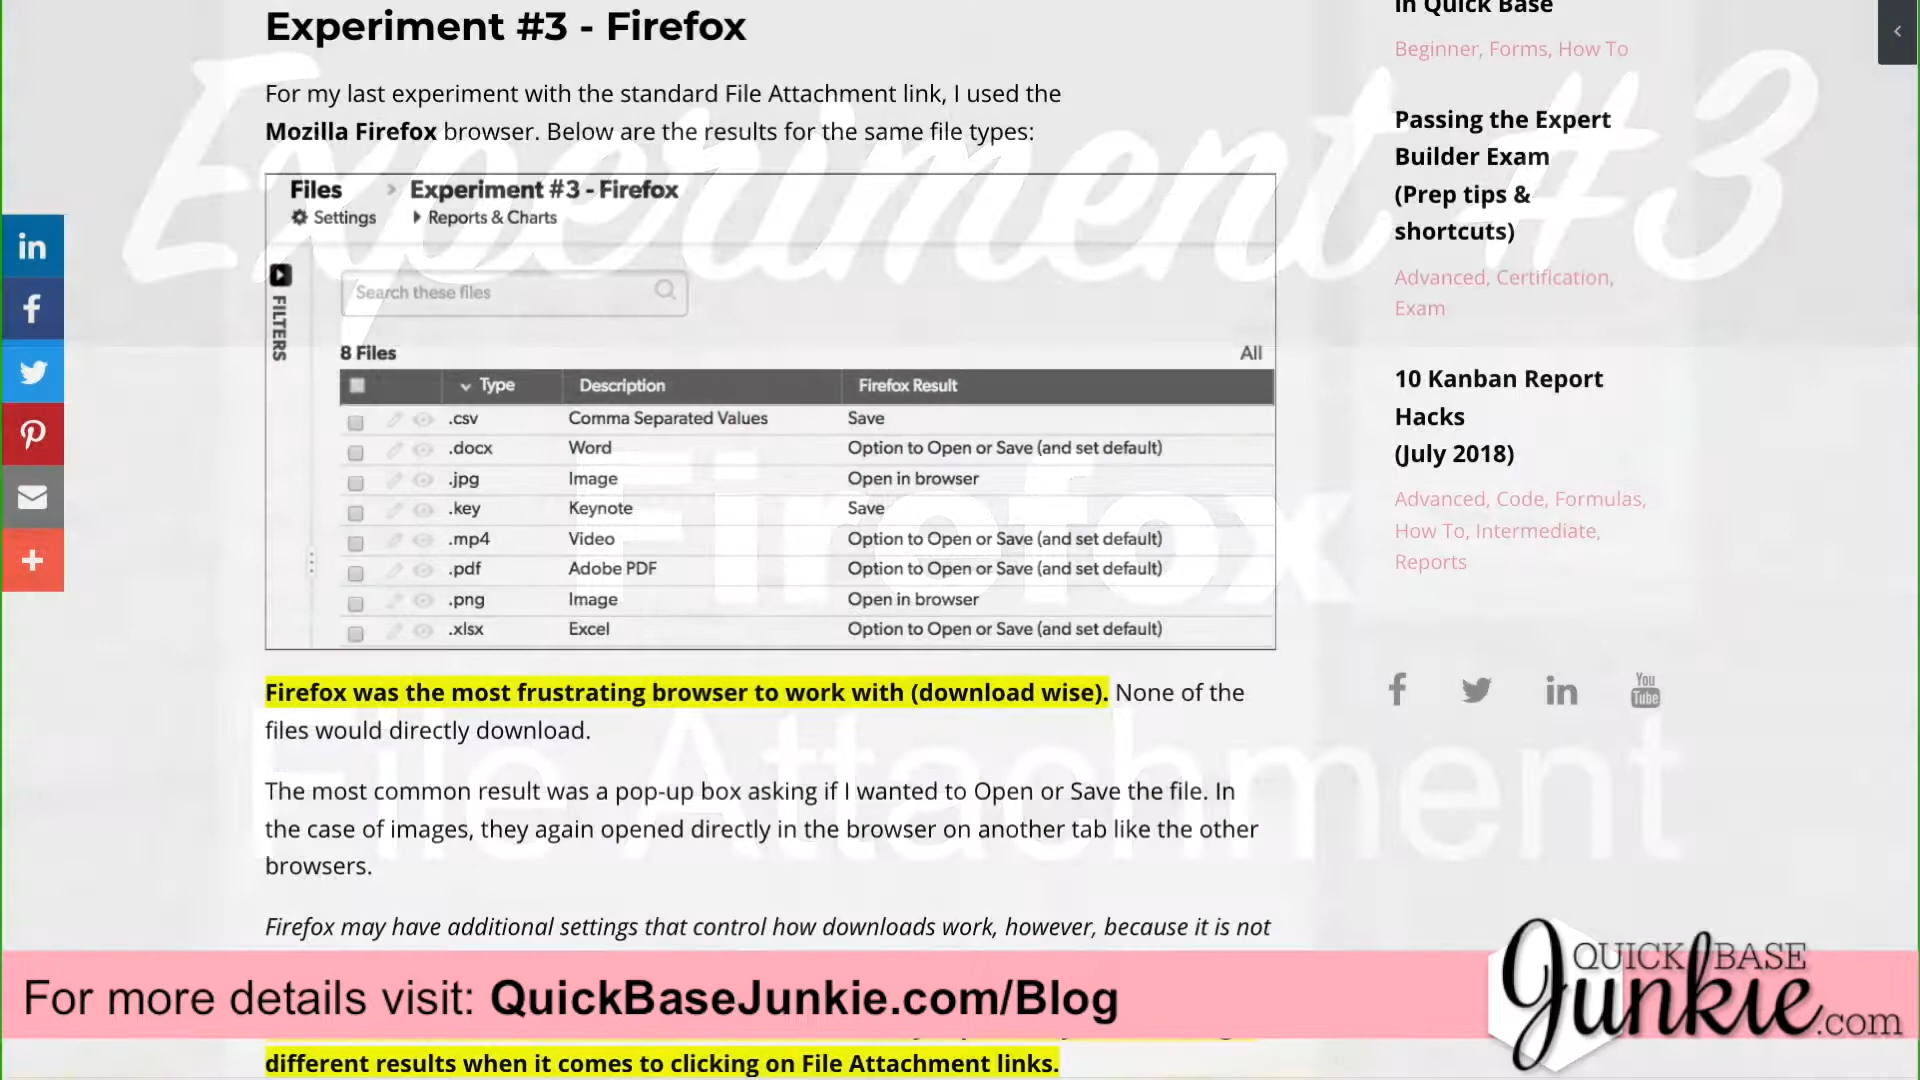 Experiment #3 - Firefox
For my last experiment with the standard File Attachment link, I used the
Mozilla Firefox browser. Below are the results for the same file types:
Files > Experiment #3 - Firefox
Settings Reports & Charts
FILTERS
Search these files
8 Files All
Type Description Firefox Result
.csv Comma Separated Values Save
.docx Word Option to Open or Save (and set default)
.jpg Image Open in browser
.key Keynote Save
.mp4 Video Option to Open or Save (and set default)
.pdf Adobe PDF Option to Open or Save (and set default)
.png Image Open in browser
.xlsx Excel Option to Open or Save (and set default)
Firefox was the most frustrating browser to work with (download wise). None of the
files would directly download.
The most common result was a pop-up box asking if I wanted to Open or Save the file. In
the case of images, they again opened directly in the browser on another tab like the other
browsers.
Firefox may have additional settings that control how downloads work, however, because it is not
different results when it comes to clicking on File Attachment links.
in Quick Base
Beginner, Forms, How To
Passing the Expert
Builder Exam
(Prep tips &
shortcuts)
Advanced, Certification,
Exam
10 Kanban Report
Hacks
(July 2018)
Advanced, Code, Formulas,
How To, Intermediate,
Reports
You
Tube
Experiment #3
Firefox
File Attachment
For more details visit: QuickBaseJunkie.com/Blog
QUICK BASE
Junkie.com